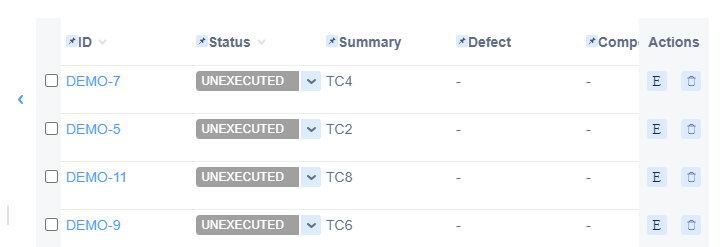 ID Status Summary Defect Compo Actions
DEMO-7 UNEXECUTED TC4 - - E
DEMO-5 UNEXECUTED TC2 - - E
DEMO-11 UNEXECUTED TC8 - - E
DEMO-9 UNEXECUTED TC6 - - E